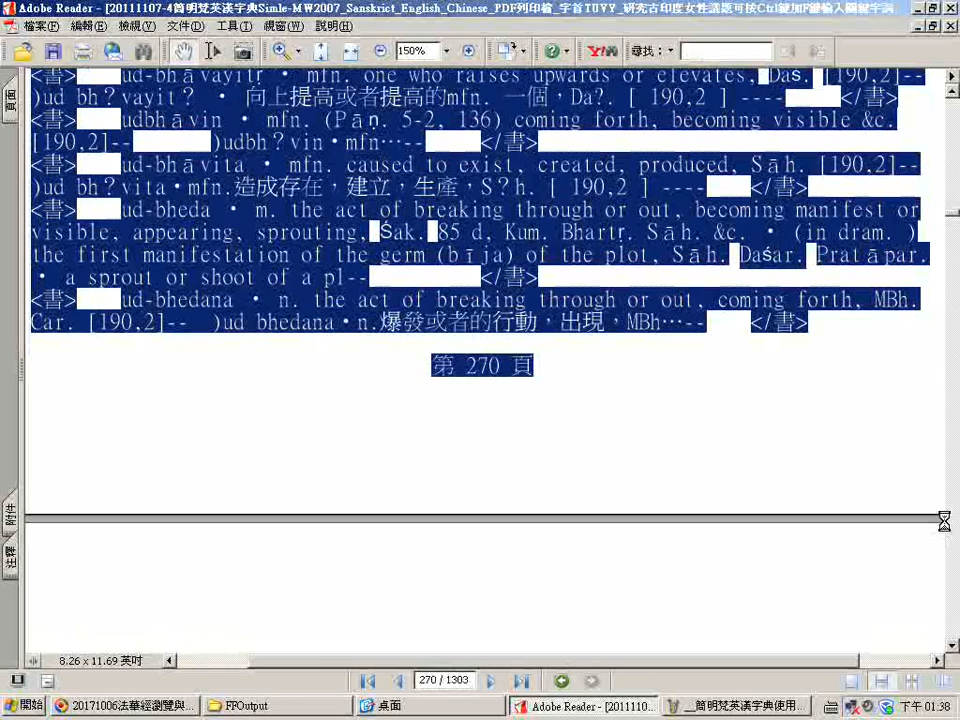 Adobe Reader - [20111107-4簡明梵英漢字典Simle-MW2007_Sanskrict_English_Chinese_PDF列印檔_字首TUVY_研究古印度女性議題可按Ctrl鍵加F鍵輸入關鍵字詞
檔案(F) 編輯(E) 檢視(V) 文件(D) 工具(T) 視窗(W) 說明(H)
150% 尋找:
頁面
<書> ud-bhāvayitṛ • mfn. one who raises upwards or elevates, Daś. [190,2]--
)ud bh？vayit？ • 向上提高或者提高的mfn. 一個，Da?. [ 190,2 ] ---- </書>
<書> udbhāvin • mfn. (Pāṇ. 5-2, 136) coming forth, becoming visible &c.
[190,2]-- )udbh？vin•mfn…-- </書>
<書> ud-bhāvita • mfn. caused to exist, created, produced, Sāh. [190,2]--
)ud bh？vita•mfn.造成存在，建立，生產，S？h. [ 190,2 ] ---- </書>
<書> ud-bheda • m. the act of breaking through or out, becoming manifest or
visible, appearing, sprouting, Śak. 85 d, Kum. Bhartṛ. Sāh. &c. • (in dram. )
the first manifestation of the germ (bīja) of the plot, Sāh. Daśar. Pratāpar.
• a sprout or shoot of a pl-- </書>
<書> ud-bhedana • n. the act of breaking through or out, coming forth, MBh.
Car. [190,2]-- )ud bhedana•n.爆發或者的行動，出現，MBh…-- </書>
第 270 頁
附件
注釋
8.26 x 11.69 英吋
270 / 1303
開始 20171006法華經瀏覽與... FFOutput 桌面 Adobe Reader - [2011110... __簡明梵英字典使用... 下午 01:38